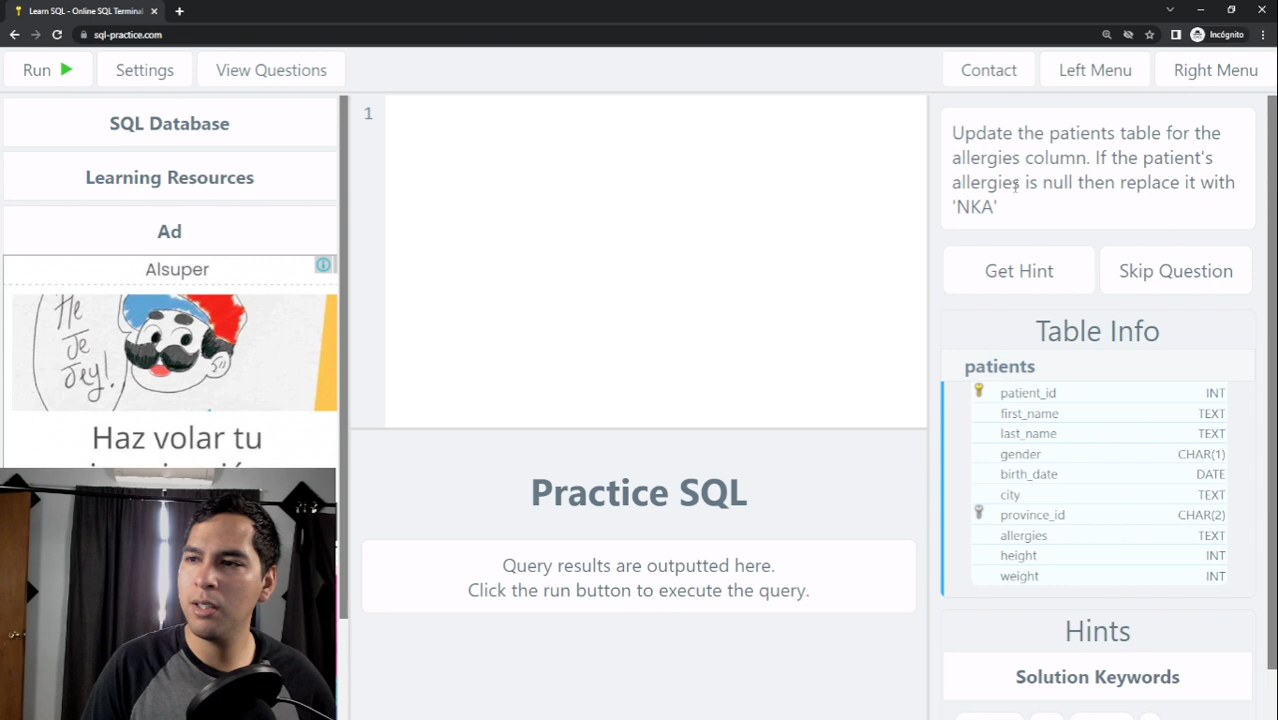 Learn SQL - Online SQL Terminal
sql-practice.com
Incógnito
Run
Settings
View Questions
Contact
Left Menu
Right Menu
SQL Database
Learning Resources
Ad
Alsuper
He
Je
Jey!
Haz volar tu
1
Practice SQL
Query results are outputted here.
Click the run button to execute the query.
Update the patients table for the
allergies column. If the patient's
allergies is null then replace it with
'NKA'
Get Hint
Skip Question
Table Info
patients
patient_id INT
first_name TEXT
last_name TEXT
gender CHAR(1)
birth_date DATE
city TEXT
province_id CHAR(2)
allergies TEXT
height INT
weight INT
Hints
Solution Keywords